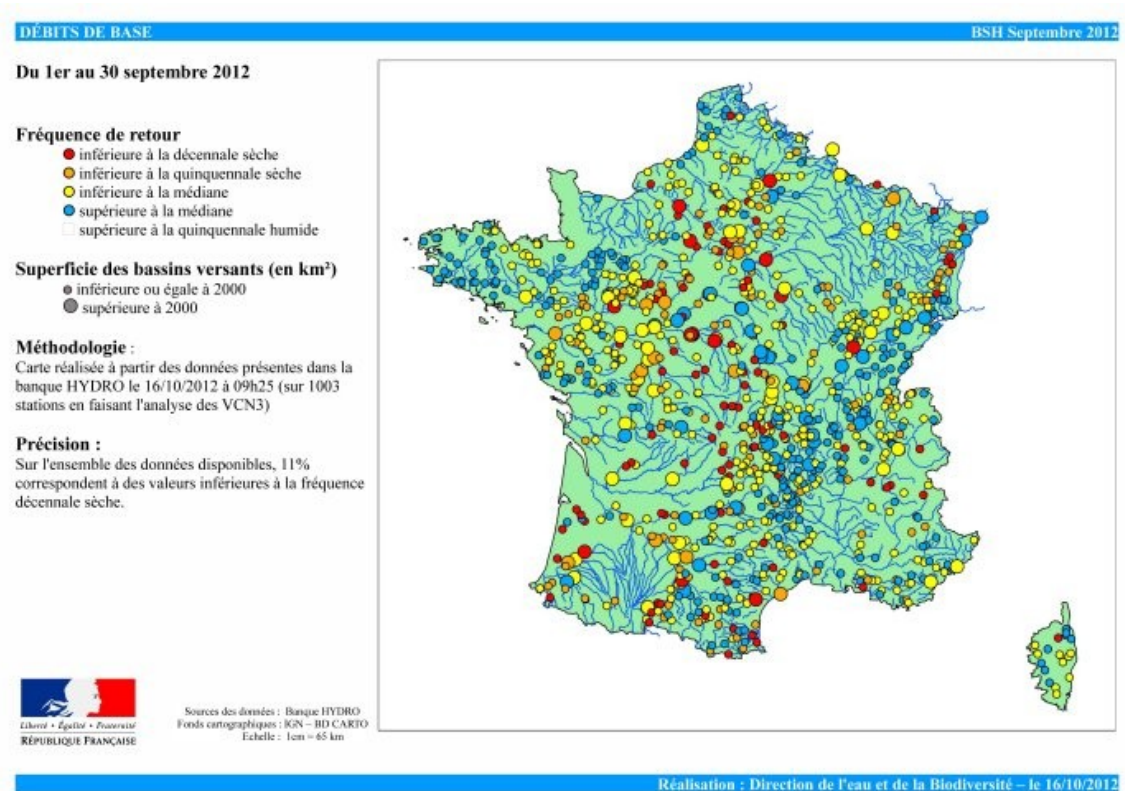 DÉBITS DE BASE
BSH Septembre 2012
Du 1er au 30 septembre 2012
Fréquence de retour
inférieure à la décennale sèche
inférieure à la quinquennale sèche
inférieure à la médiane
supérieure à la médiane
supérieure à la quinquennale humide
Superficie des bassins versants (en km²)
inférieure ou égale à 2000
supérieure à 2000
Méthodologie :
Carte réalisée à partir des données présentes dans la
banque HYDRO le 16/10/2012 à 09h25 (sur 1003
stations en faisant l'analyse des VCN3)
Précision :
Sur l'ensemble des données disponibles, 11%
correspondent à des valeurs inférieures à la fréquence
décennale sèche.
Liberté • Égalité • Fraternité
RÉPUBLIQUE FRANÇAISE
Sources des données : Banque HYDRO
Fonds cartographiques : IGN – BD CARTO
Echelle : 1cm = 65 km
Réalisation : Direction de l'eau et de la Biodiversité – le 16/10/2012